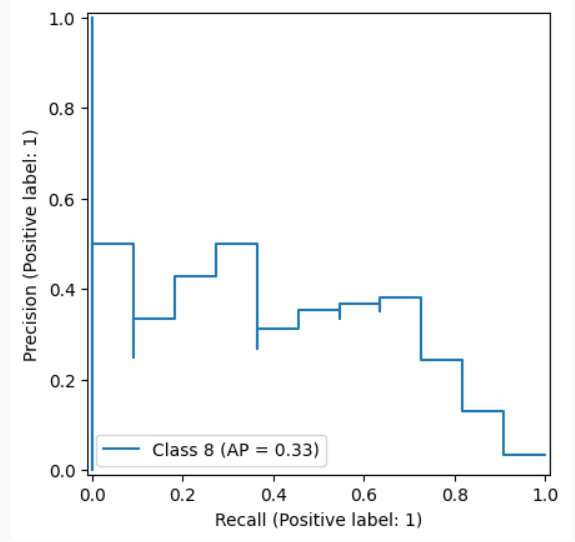 1.0
0.8
0.6
0.4
0.2
0.0
Precision (Positive label: 1)
Class 8 (AP = 0.33)
0.0 0.2 0.4 0.6 0.8 1.0
Recall (Positive label: 1)